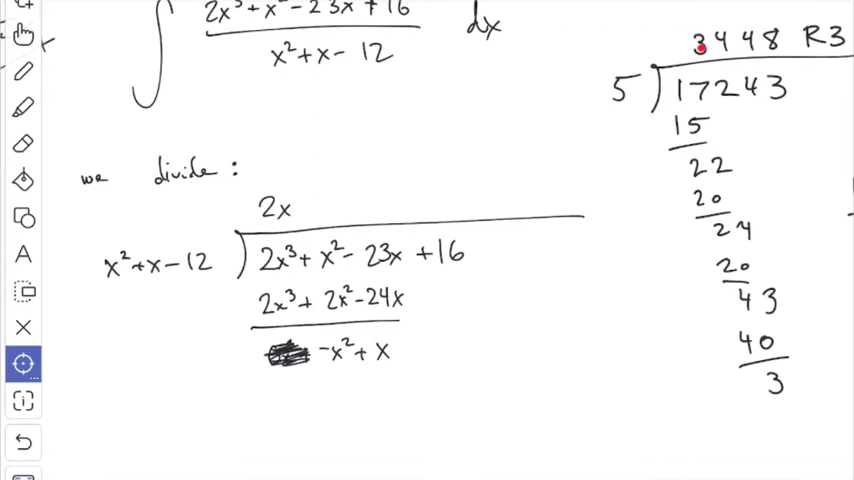 ∫ 2x³+x²-23x+16 / x²+x-12 dx
we divide:
2x
x²+x-12 ) 2x³+x²-23x+16
2x³+2x²-24x
-x²+x
3448 R3
5 ) 17243
15
22
20
24
20
43
40
3
A